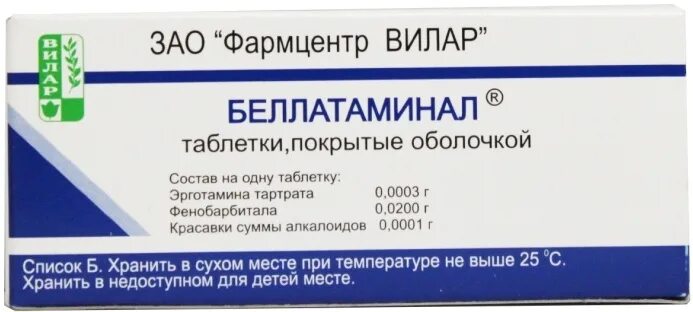 ВИЛАР
ЗАО "Фармцентр ВИЛАР"
БЕЛЛАТАМИНАЛ ®
таблетки,покрытые оболочкой
Состав на одну таблетку:
Эрготамина тартрата 0,0003 г
Фенобарбитала 0,0200 г
Красавки суммы алкалоидов 0,0001 г
Список Б. Хранить в сухом месте при температуре не выше 25 °С.
Хранить в недоступном для детей месте.